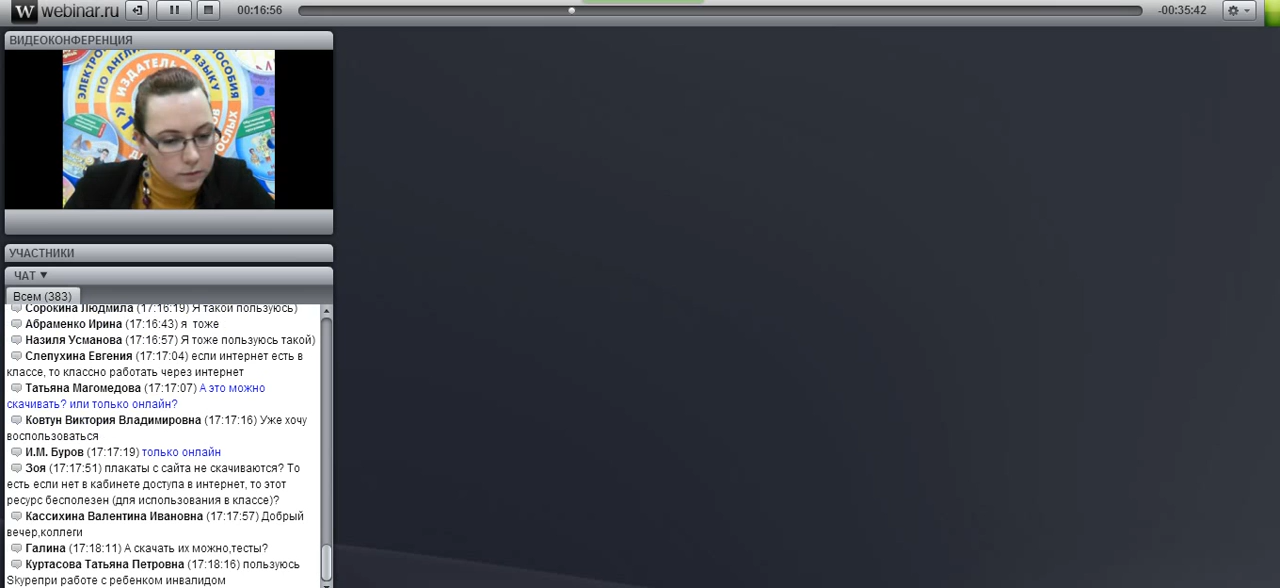 W webinar.ru
00:16:56
-00:35:42
ВИДЕОКОНФЕРЕНЦИЯ
ЭЛЕКТРО
ПОСОБИЯ
ПО АНГЛИ
ЯЗЫКУ
ИЗДАТЕЛЬ
УЧАСТНИКИ
ЧАТ
Всем (383)
Сорокина Людмила (17:16:19) Я такой пользуюсь)
Абраменко Ирина (17:16:43) я тоже
Назиля Усманова (17:16:57) Я тоже пользуюсь такой)
Слепухина Евгения (17:17:04) если интернет есть в
классе, то классно работать через интернет
Татьяна Магомедова (17:17:07) А это можно
скачивать? или только онлайн?
Ковтун Виктория Владимировна (17:17:16) Уже хочу
воспользоваться
И.М. Буров (17:17:19) только онлайн
Зоя (17:17:51) плакаты с сайта не скачиваются? То
есть если нет в кабинете доступа в интернет, то этот
ресурс бесполезен (для использования в классе)?
Кассихина Валентина Ивановна (17:17:57) Добрый
вечер,коллеги
Галина (17:18:11) А скачать их можно,тесты?
Куртасова Татьяна Петровна (17:18:16) пользуюсь
Skypeпри работе с ребенком инвалидом